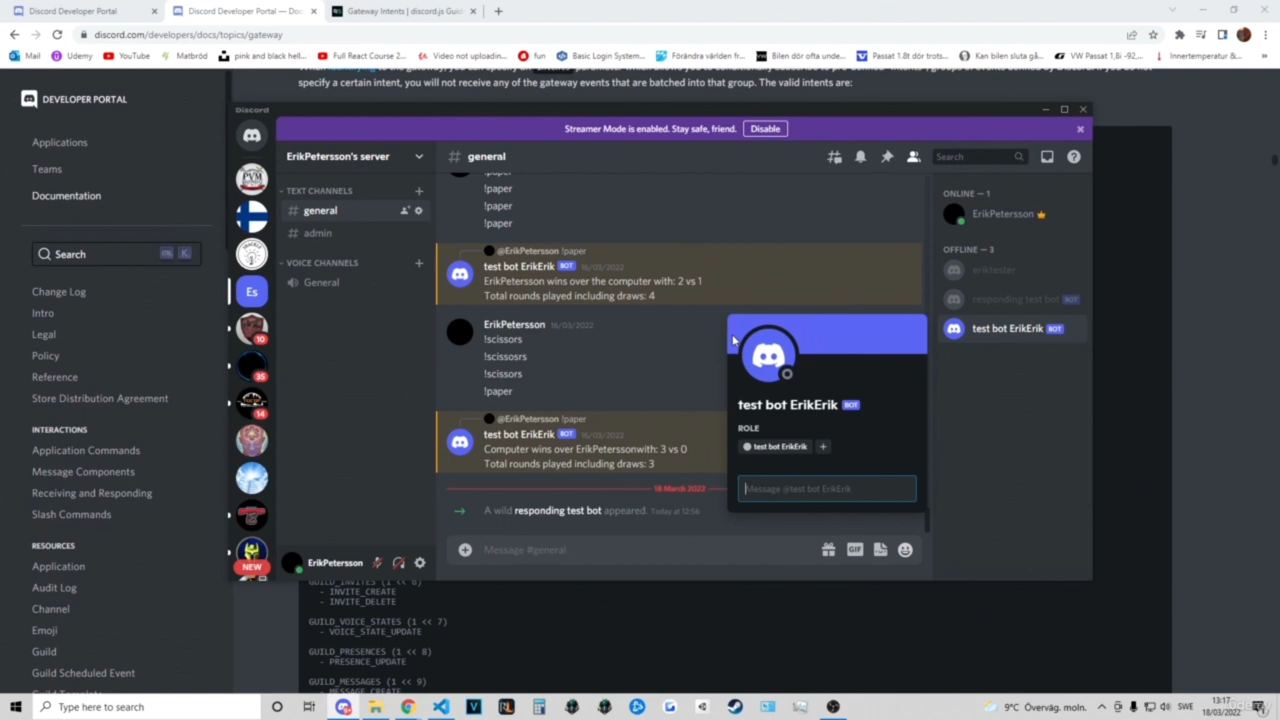 Discord Developer Portal
Discord Developer Portal — Doc
Gateway Intents | discord.js Guid
discord.com/developers/docs/topics/gateway
Mail
Udemy
YouTube
Matbröd
pink and black hell...
Full React Course 2...
Video not uploadin...
fun
Basic Login System...
Förändra världen fr...
Bilen dör ofta unde...
Passat 1.8t dör trots...
Kan bilen sluta gå...
VW Passat 1,8i -92,...
Innertemperatur &...
specify a certain intent, you will not receive any of the gateway events that are batched into that group. The valid intents are:
DEVELOPER PORTAL
Applications
Teams
Documentation
Search
K
Change Log
Intro
Legal
Policy
Reference
Store Distribution Agreement
INTERACTIONS
Application Commands
Message Components
Receiving and Responding
Slash Commands
RESOURCES
Application
Audit Log
Channel
Emoji
Guild
Guild Scheduled Event
Discord
Streamer Mode is enabled. Stay safe, friend.
Disable
ErikPetersson's server
# general
Search
TEXT CHANNELS
# general
# admin
VOICE CHANNELS
General
Es
10
35
14
NEW
ErikPetersson
!paper
!paper
!paper
!paper
@ErikPetersson !paper
test bot ErikErik BOT 16/03/2022
ErikPetersson wins over the computer with: 2 vs 1
Total rounds played including draws: 4
ErikPetersson 16/03/2022
!scissors
!scissosrs
!scissors
!paper
@ErikPetersson !paper
test bot ErikErik BOT 16/03/2022
Computer wins over ErikPeterssonwith: 3 vs 0
Total rounds played including draws: 3
18 March 2022
A wild responding test bot appeared. Today at 12:56
Message #general
GIF
ONLINE — 1
ErikPetersson
OFFLINE — 3
eriktester
responding test bot BOT
test bot ErikErik BOT
test bot ErikErik BOT
ROLE
test bot ErikErik
Message @test bot ErikErik
GUILD_INVITES (1 << 6)
- INVITE_CREATE
- INVITE_DELETE
GUILD_VOICE_STATES (1 << 7)
- VOICE_STATE_UPDATE
GUILD_PRESENCES (1 << 8)
- PRESENCE_UPDATE
GUILD_MESSAGES (1 << 9)
- MESSAGE_CREATE
Type here to search
9°C Överväg. moln.
SWE
13:17
18/03/2022